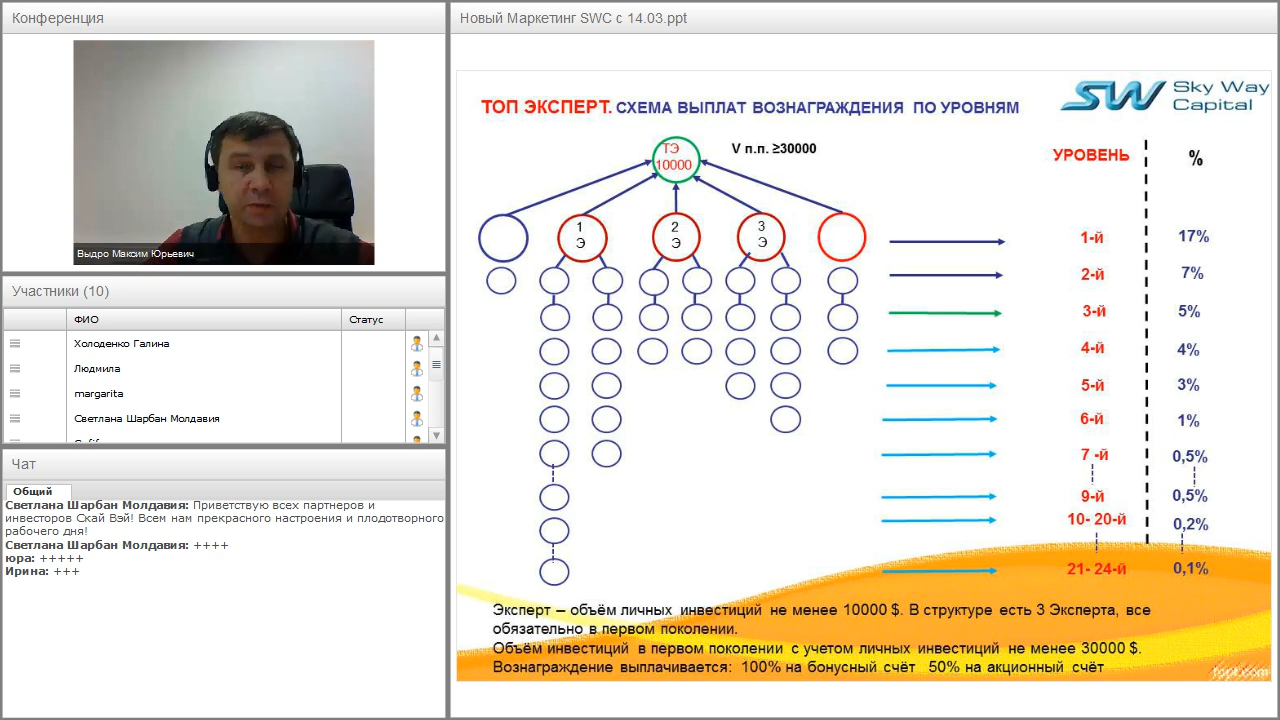 Конференция
Выдро Максим Юрьевич
Участники (10)
ФИО
Статус
Холоденко Галина
Людмила
margarita
Светлана Шарбан Молдавия
Чат
Общий
Светлана Шарбан Молдавия: Приветствую всех партнеров и
инвесторов Скай Вэй! Всем нам прекрасного настроения и плодотворного
рабочего дня!
Светлана Шарбан Молдавия: ++++
юра: +++++
Ирина: +++
Новый Маркетинг SWC с 14.03.ppt
ТОП ЭКСПЕРТ. СХЕМА ВЫПЛАТ ВОЗНАГРАЖДЕНИЯ ПО УРОВНЯМ
SW Sky Way
Capital
ТЭ
10000
V п.п. ≥30000
УРОВЕНЬ %
1
Э
2
Э
3
Э
1-й 17%
2-й 7%
3-й 5%
4-й 4%
5-й 3%
6-й 1%
7 -й 0,5%
9-й 0,5%
10- 20-й 0,2%
21- 24-й 0,1%
Эксперт – объём личных инвестиций не менее 10000 $. В структуре есть 3 Эксперта, все
обязательно в первом поколении.
Объём инвестиций в первом поколении с учетом личных инвестиций не менее 30000 $.
Вознаграждение выплачивается: 100% на бонусный счёт 50% на акционный счёт
fppt.com